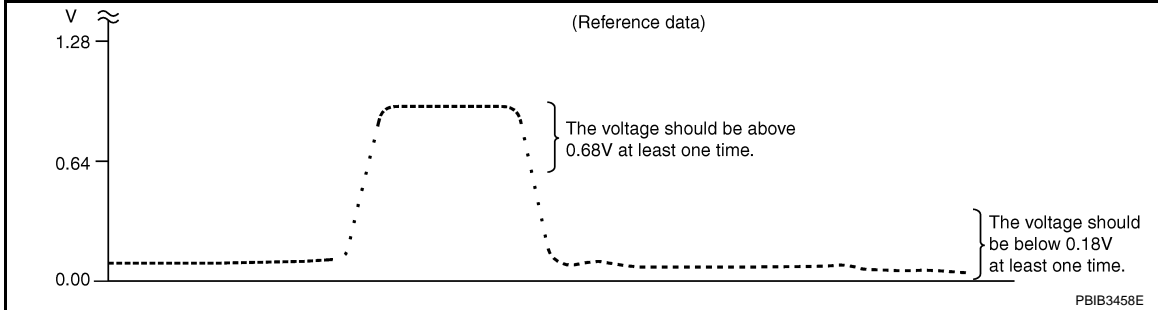 V
(Reference data)
1.28
The voltage should be above
0.68V at least one time.
0.64
The voltage should
be below 0.18V
at least one time.
0.00
PBIB3458E